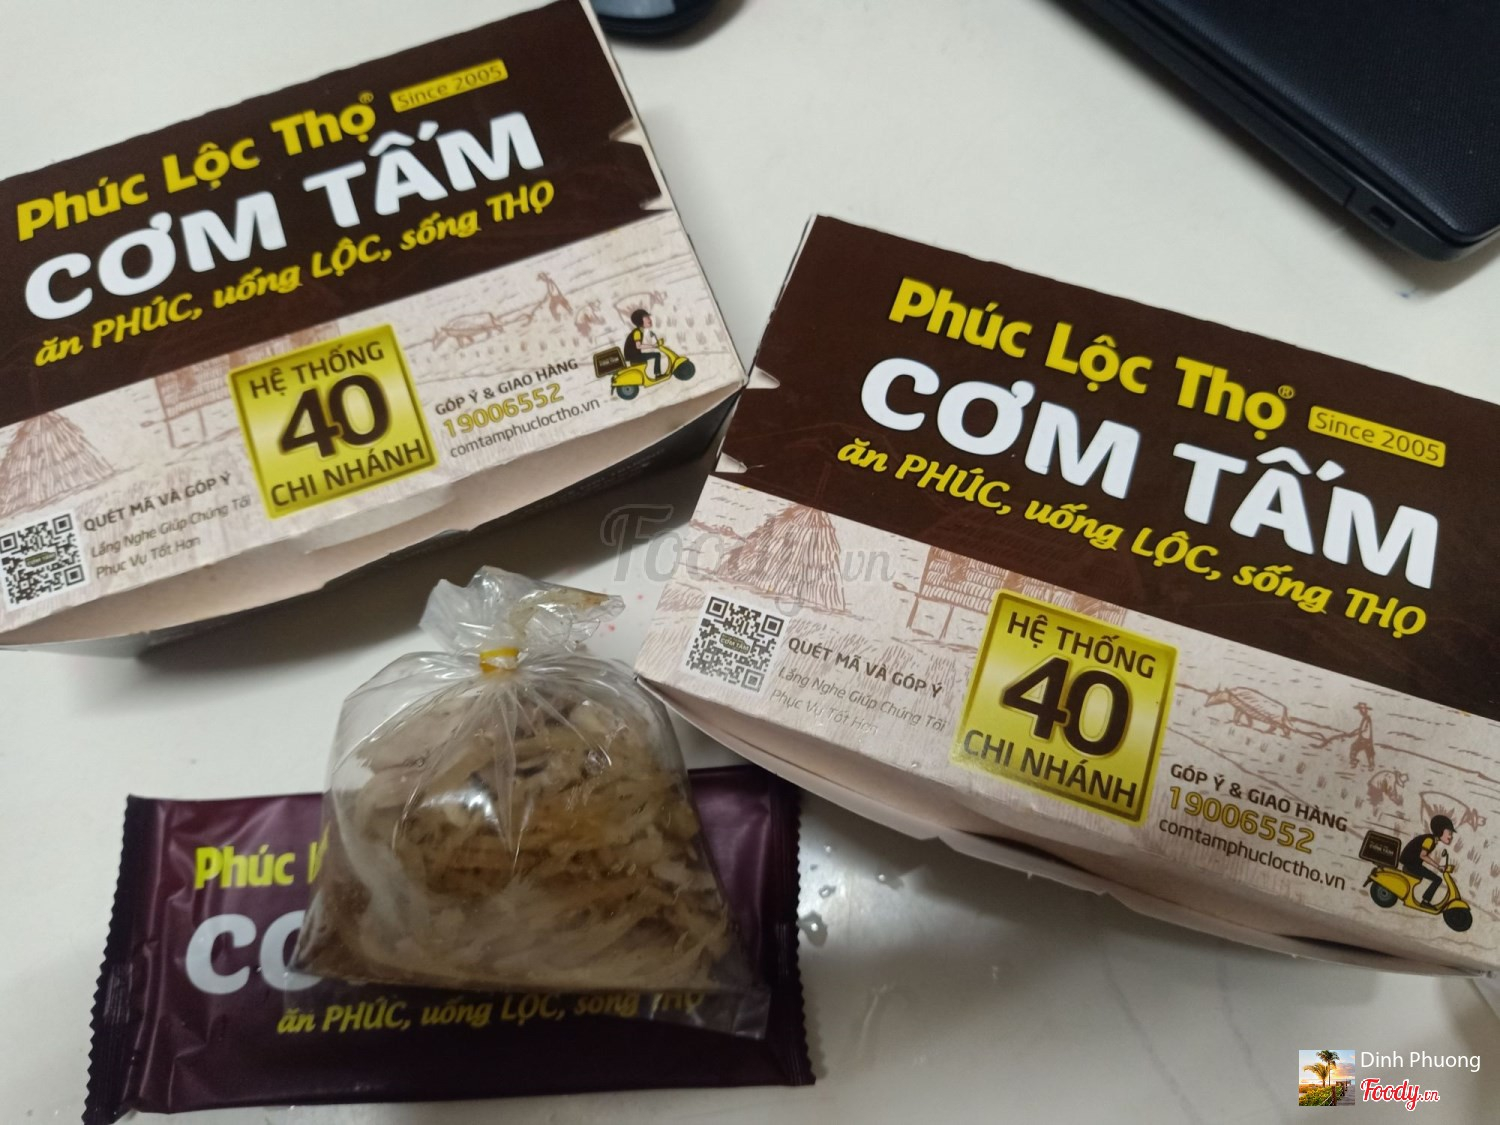 Phúc Lộc Thọ® Since 2005
CƠM TẤM
ăn PHÚC, uống LỘC, sống THỌ
HỆ THỐNG
40
CHI NHÁNH
GÓP Ý & GIAO HÀNG
19006552
comtamphucloctho.vn
QUÉT MÃ VÀ GÓP Ý
Lắng Nghe Giúp Chúng Tôi
Phục Vụ Tốt Hơn
Phúc Lộc Thọ® Since 2005
CƠM TẤM
ăn PHÚC, uống LỘC, sống THỌ
HỆ THỐNG
40
CHI NHÁNH
QUÉT MÃ VÀ GÓP Ý
Lắng Nghe Giúp Chúng Tôi
Phục Vụ Tốt Hơn
GÓP Ý & GIAO HÀNG
19006552
comtamphucloctho.vn
Foody.vn
Phúc
ăn PHÚC, uống LỘC, sống THỌ
Dinh Phuong
Foody.vn